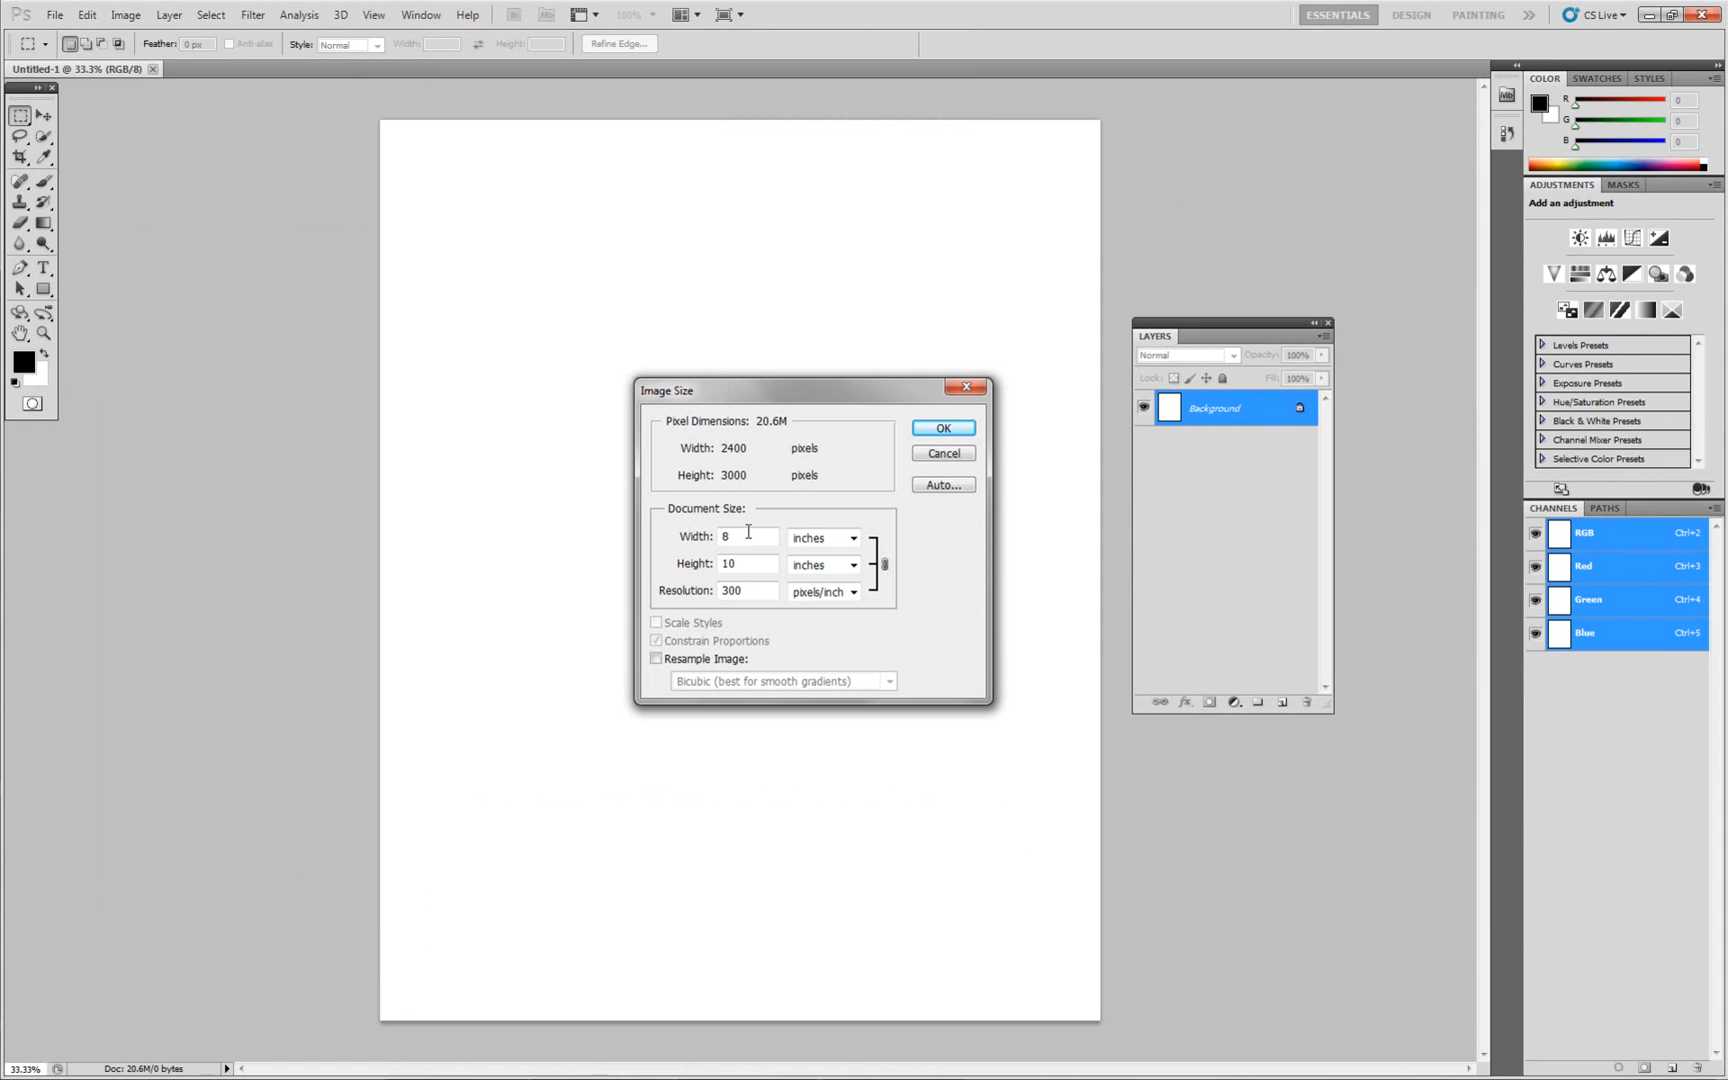 Ps File Edit Image Layer Select Filter Analysis 3D View Window Help Br Mb 100% ESSENTIALS DESIGN PAINTING CS Live
Feather: 0 px Anti-alias Style: Normal Width: Height: Refine Edge...
Untitled-1 @ 33.3% (RGB/8)
Mb
COLOR SWATCHES STYLES
R 0
G 0
B 0
ADJUSTMENTS MASKS
Add an adjustment
Levels Presets
Curves Presets
Exposure Presets
Hue/Saturation Presets
Black & White Presets
Channel Mixer Presets
Selective Color Presets
CHANNELS PATHS
RGB Ctrl+2
Red Ctrl+3
Green Ctrl+4
Blue Ctrl+5
LAYERS
Normal Opacity: 100%
Lock: Fill: 100%
Background
fx
Image Size
Pixel Dimensions: 20.6M
Width: 2400 pixels
Height: 3000 pixels
Document Size:
Width: 8 inches
Height: 10 inches
Resolution: 300 pixels/inch
Scale Styles
Constrain Proportions
Resample Image:
Bicubic (best for smooth gradients)
OK
Cancel
Auto...
33.33% Doc: 20.6M/0 bytes